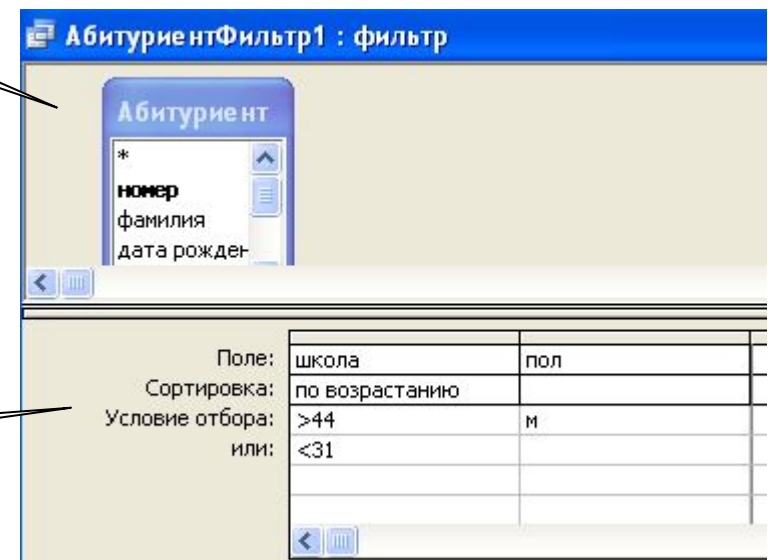 АбитуриентФильтр1 : фильтр
Абитуриент
*
номер
фамилия
дата рожден
Поле: школа пол
Сортировка: по возрастанию
Условие отбора: >44 м
или: <31